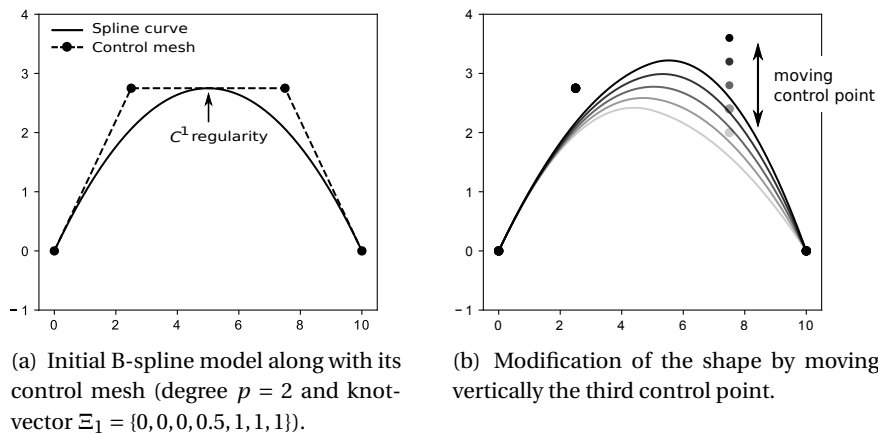 Spline curve
Control mesh
C¹ regularity
4
3
2
1
0
−1
0
2
4
6
8
10
moving
control point
4
3
2
1
0
−1
0
2
4
6
8
10
(a) Initial B-spline model along with its
control mesh (degree p = 2 and knot-
vector Ξ₁ = {0,0,0,0.5,1,1,1}).
(b) Modification of the shape by moving
vertically the third control point.